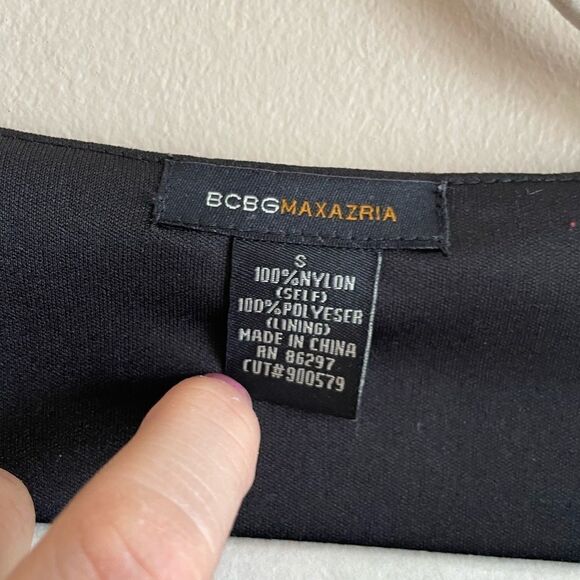 BCBGMAXAZRIA
S
100%NYLON
(SELF)
100%POLYESER
(LINING)
MADE IN CHINA
RN 86297
CUT#900579